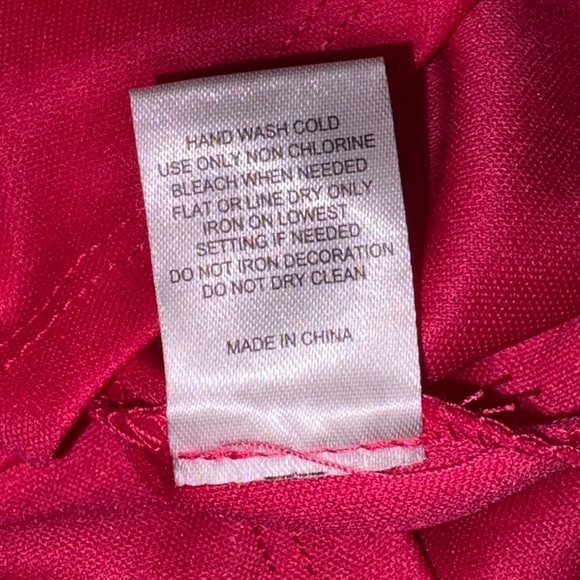 HAND WASH COLD
USE ONLY NON CHLORINE
BLEACH WHEN NEEDED
FLAT OR LINE DRY ONLY
IRON ON LOWEST
SETTING IF NEEDED
DO NOT IRON DECORATION
DO NOT DRY CLEAN
MADE IN CHINA